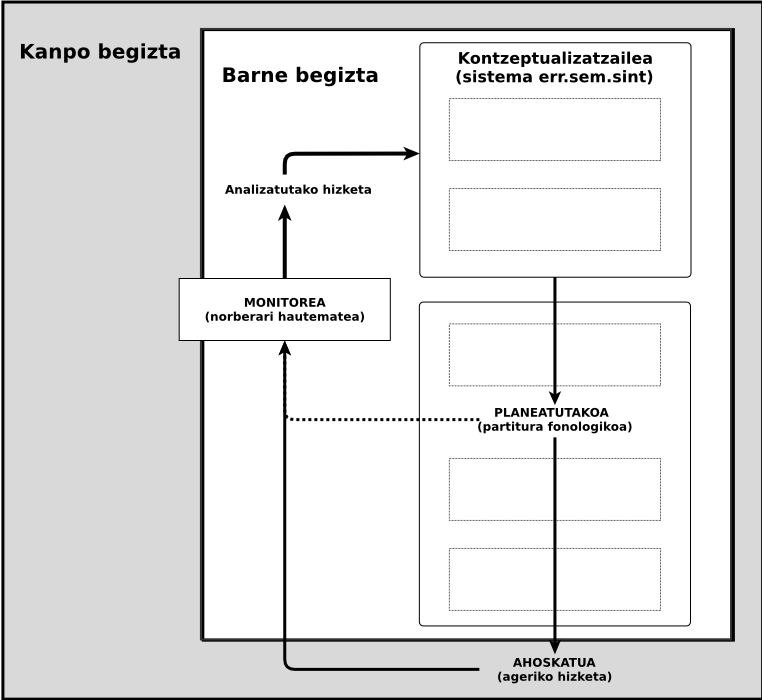 Kanpo begizta
Barne begizta
Kontzeptualizatzailea
(sistema err.sem.sint)
Analizatutako hizketa
MONITOREA
(norberari hautematea)
PLANEATUTAKOA
(partitura fonologikoa)
AHOSKATUA
(ageriko hizketa)